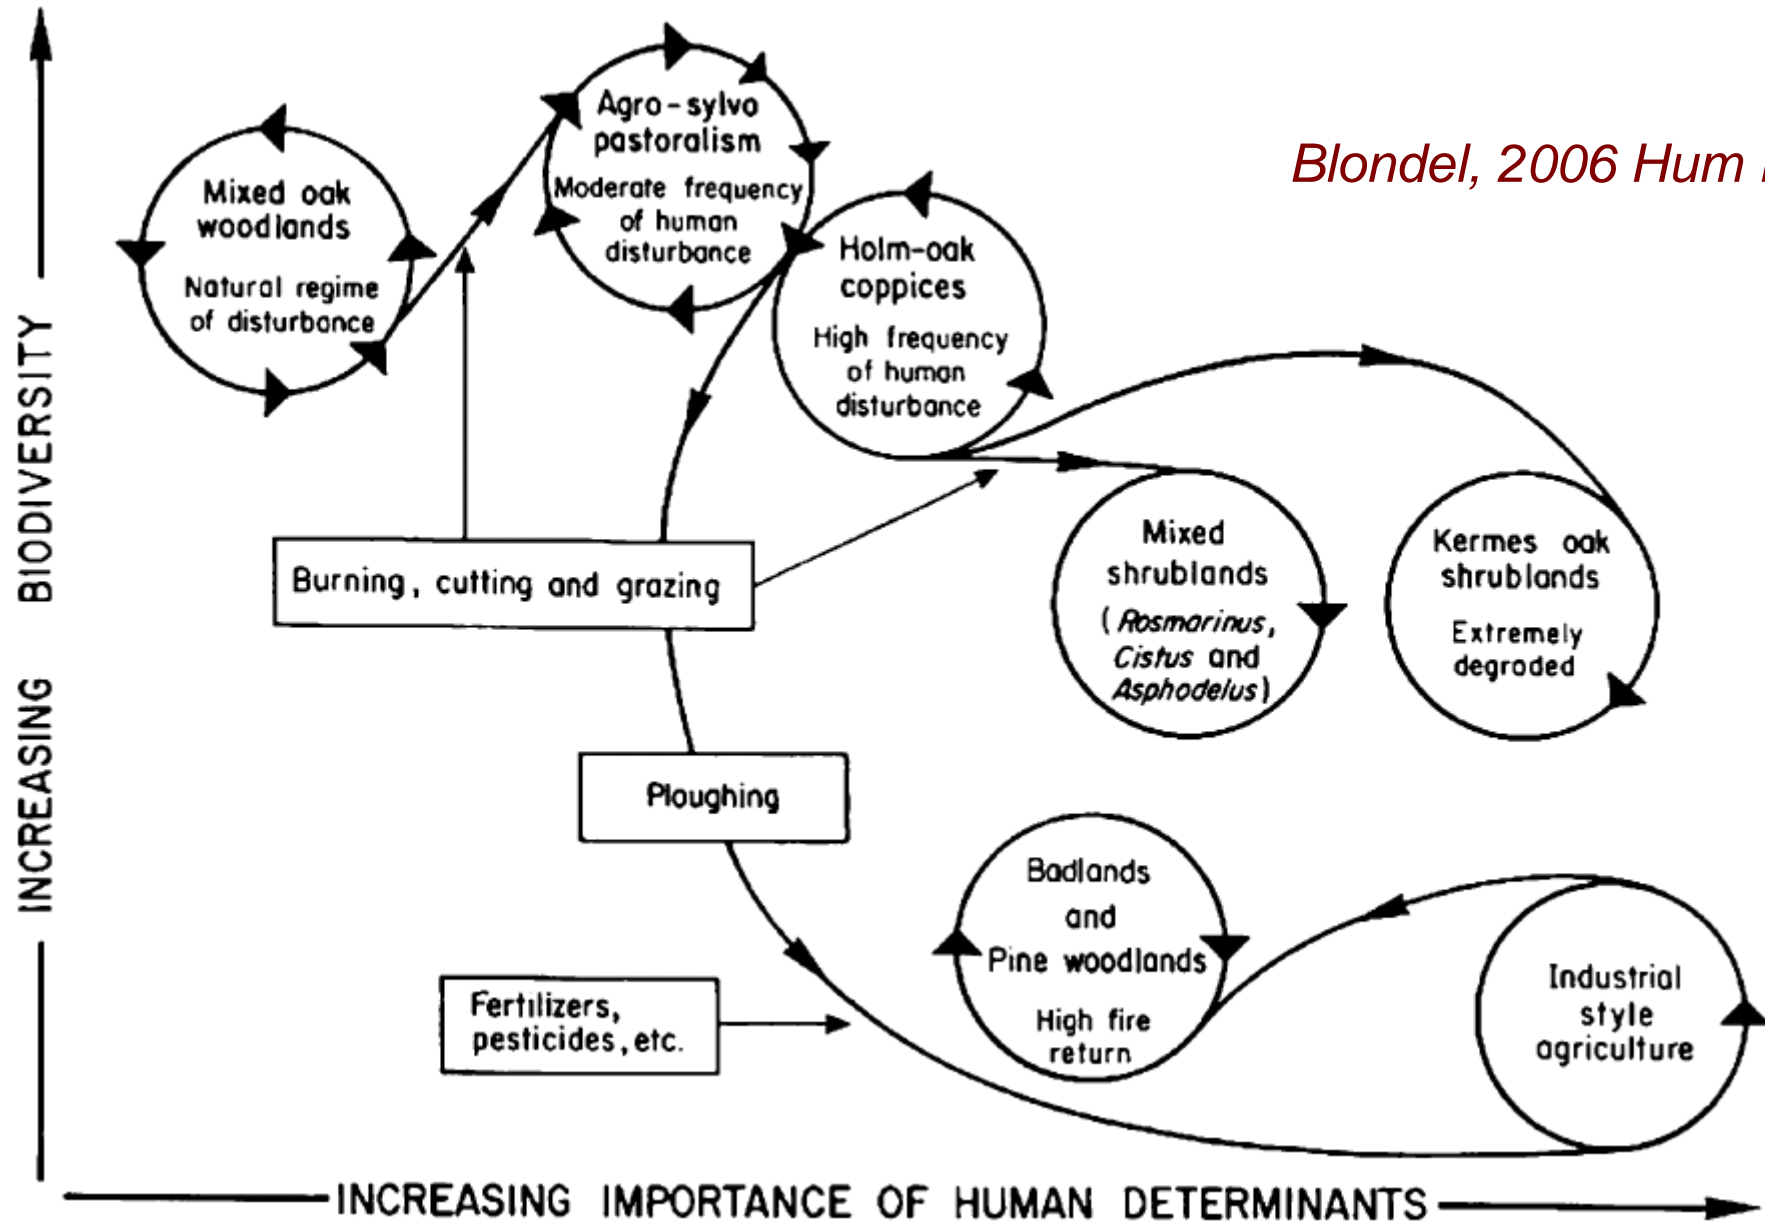 Blondel, 2006 Hum
Mixed oak
woodlands
Natural regime
of disturbance
Agro-sylvo
pastoralism
Moderate frequency
of human
disturbance
Holm-oak
coppices
High frequency
of human
disturbance
Burning, cutting and grazing
Mixed
shrublands
(Rosmarinus,
Cistus and
Asphodelus)
Kermes oak
shrublands
Extremely
degraded
Ploughing
Fertilizers,
pesticides, etc.
Badlands
and
Pine woodlands
High fire
return
Industrial
style
agriculture
INCREASING BIODIVERSITY
INCREASING IMPORTANCE OF HUMAN DETERMINANTS